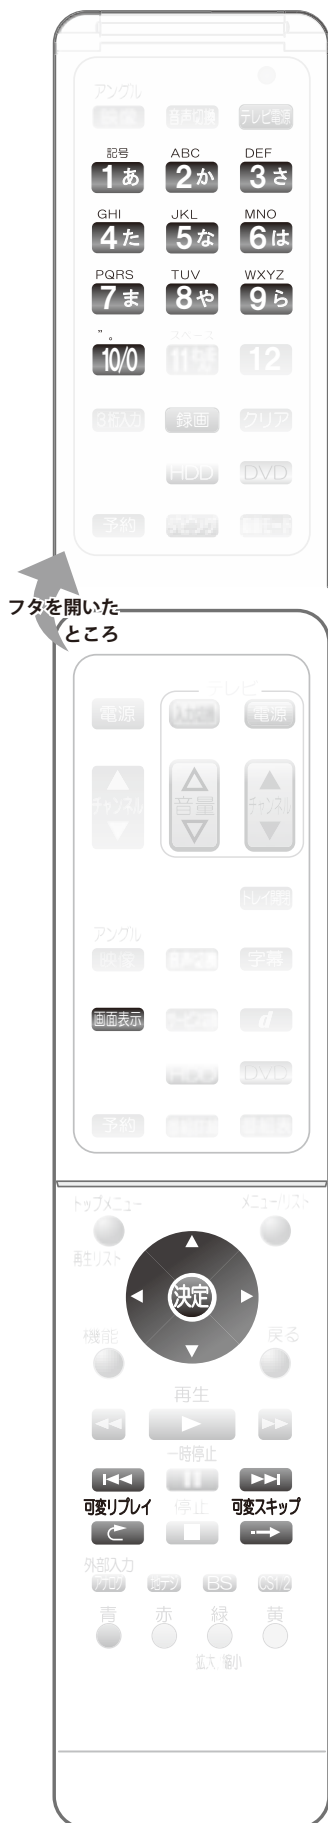 アングル
音声切換 テレビ電源
記号 ABC DEF
1あ 2か 3さ
GHI JKL MNO
4た 5な 6は
PQRS TUV WXYZ
7ま 8や 9ら
゛゜ スペース
10/0 12
3桁入力 録画 クリア
HDD DVD
予約
フタを開いた
ところ
テレビ
電源 入力切換 電源
チャンネル 音量 チャンネル
トレイ開閉
アングル
字幕
画面表示 d
HDD DVD
予約
トップメニュー メニュー/リスト
再生リスト
決定
機能 戻る
再生
一時停止
可変リプレイ 停止 可変スキップ
外部入力
アナログ 地デジ BS CS1/2
青 赤 緑 黄
拡大/縮小